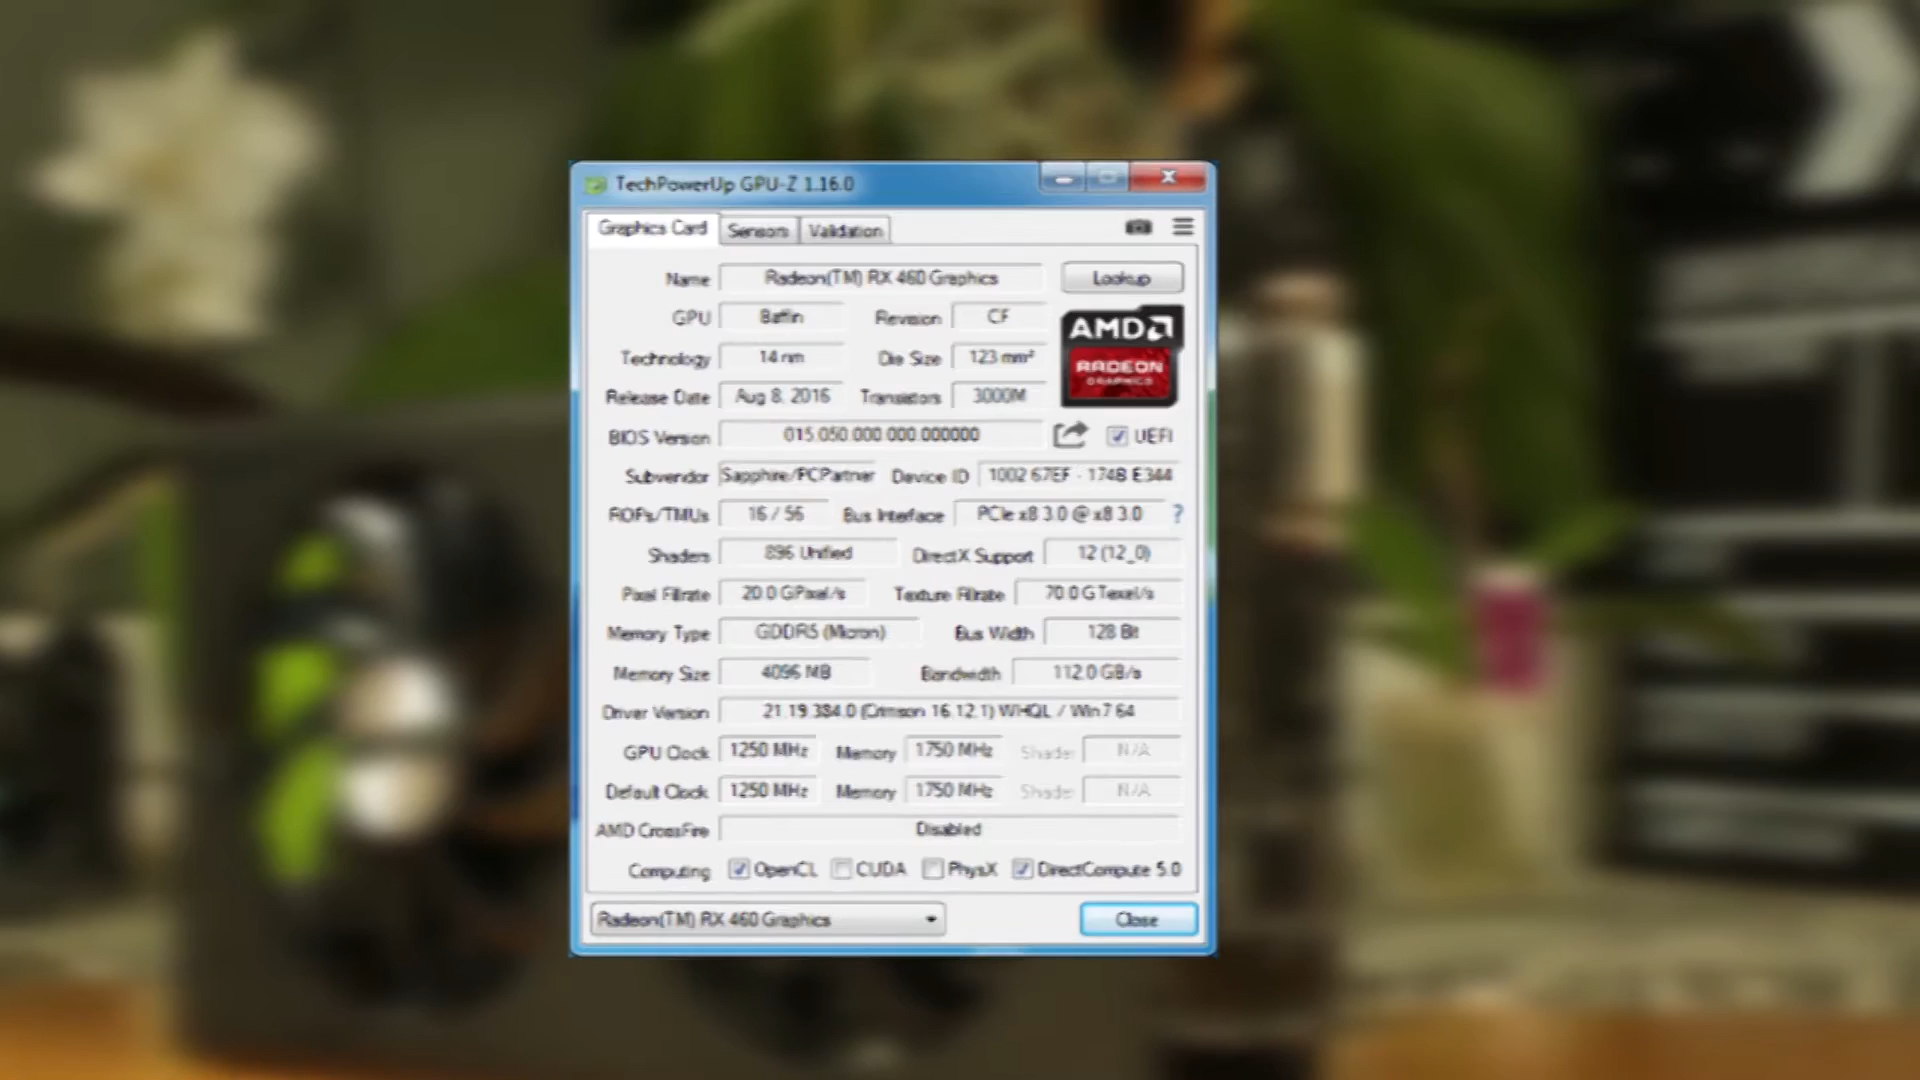 TechPowerUp GPU-Z 1.16.0
Graphics Card Sensors Validation
Name Radeon(TM) RX 460 Graphics Lookup
GPU Baffin Revision CF
AMD
RADEON
GRAPHICS
Technology 14 nm Die Size 123 mm²
Release Date Aug 8, 2016 Transistors 3000M
BIOS Version 015.050.000.000.000000 UEFI
Subvendor Sapphire/PCPartner Device ID 1002 67EF - 174B E344
ROPs/TMUs 16 / 56 Bus Interface PCIe x8 3.0 @ x8 3.0 ?
Shaders 896 Unified DirectX Support 12 (12_0)
Pixel Fillrate 20.0 GPixel/s Texture Fillrate 70.0 GTexel/s
Memory Type GDDR5 (Micron) Bus Width 128 Bit
Memory Size 4096 MB Bandwidth 112.0 GB/s
Driver Version 21.19.384.0 (Crimson 16.12.1) WHQL / Win7 64
GPU Clock 1250 MHz Memory 1750 MHz Shader N/A
Default Clock 1250 MHz Memory 1750 MHz Shader N/A
AMD CrossFire Disabled
Computing OpenCL CUDA PhysX DirectCompute 5.0
Radeon(TM) RX 460 Graphics Close